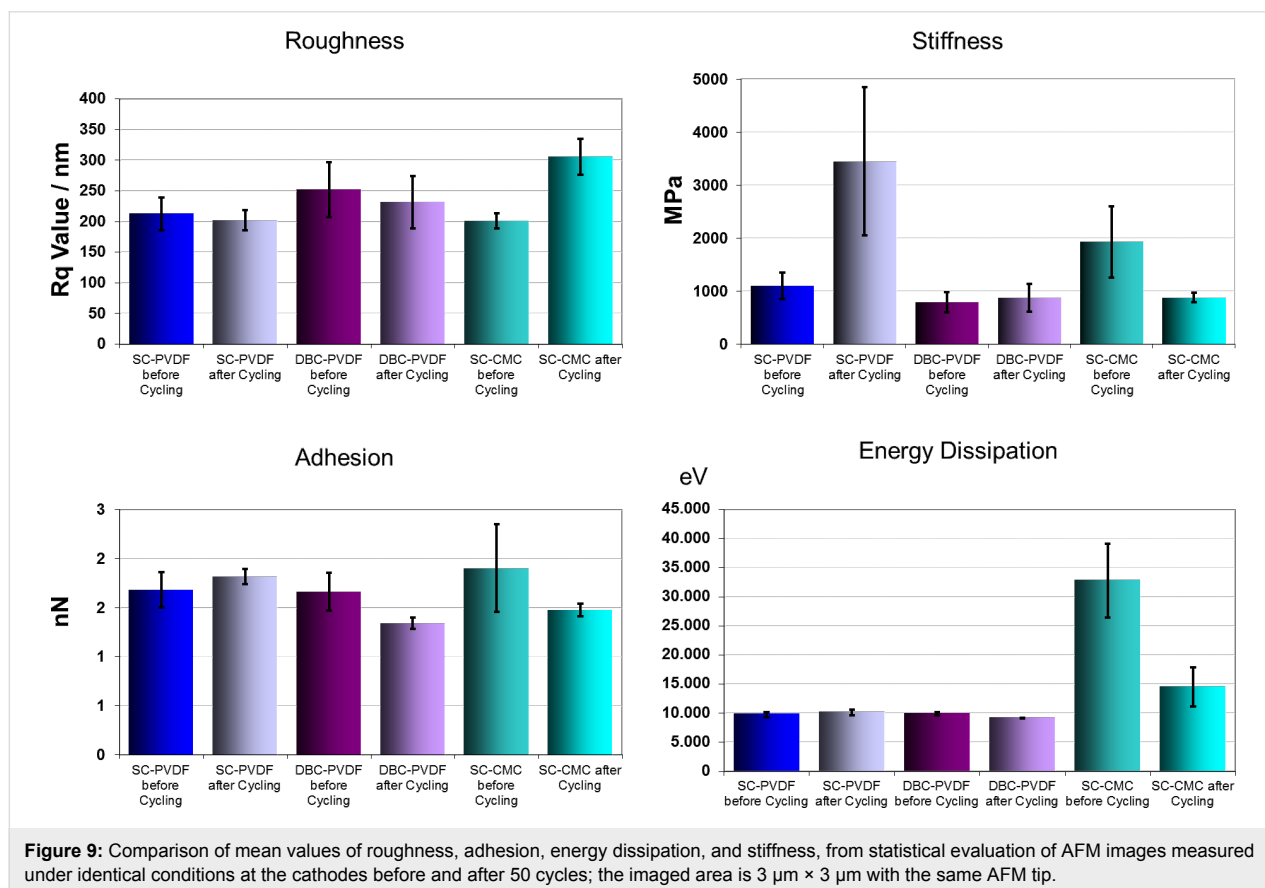 Roughness
Rq Value / nm
400
350
300
250
200
150
100
50
0
SC-PVDF before Cycling
SC-PVDF after Cycling
DBC-PVDF before Cycling
DBC-PVDF after Cycling
SC-CMC before Cycling
SC-CMC after Cycling
Stiffness
MPa
5000
4000
3000
2000
1000
0
SC-PVDF before Cycling
SC-PVDF after Cycling
DBC-PVDF before Cycling
DBC-PVDF after Cycling
SC-CMC before Cycling
SC-CMC after Cycling
Adhesion
nN
3
2
2
1
1
0
SC-PVDF before Cycling
SC-PVDF after Cycling
DBC-PVDF before Cycling
DBC-PVDF after Cycling
SC-CMC before Cycling
SC-CMC after Cycling
Energy Dissipation
eV
45.000
40.000
35.000
30.000
25.000
20.000
15.000
10.000
5.000
0
SC-PVDF before Cycling
SC-PVDF after Cycling
DBC-PVDF before Cycling
DBC-PVDF after Cycling
SC-CMC before Cycling
SC-CMC after Cycling
Figure 9: Comparison of mean values of roughness, adhesion, energy dissipation, and stiffness, from statistical evaluation of AFM images measured
under identical conditions at the cathodes before and after 50 cycles; the imaged area is 3 µm × 3 µm with the same AFM tip.